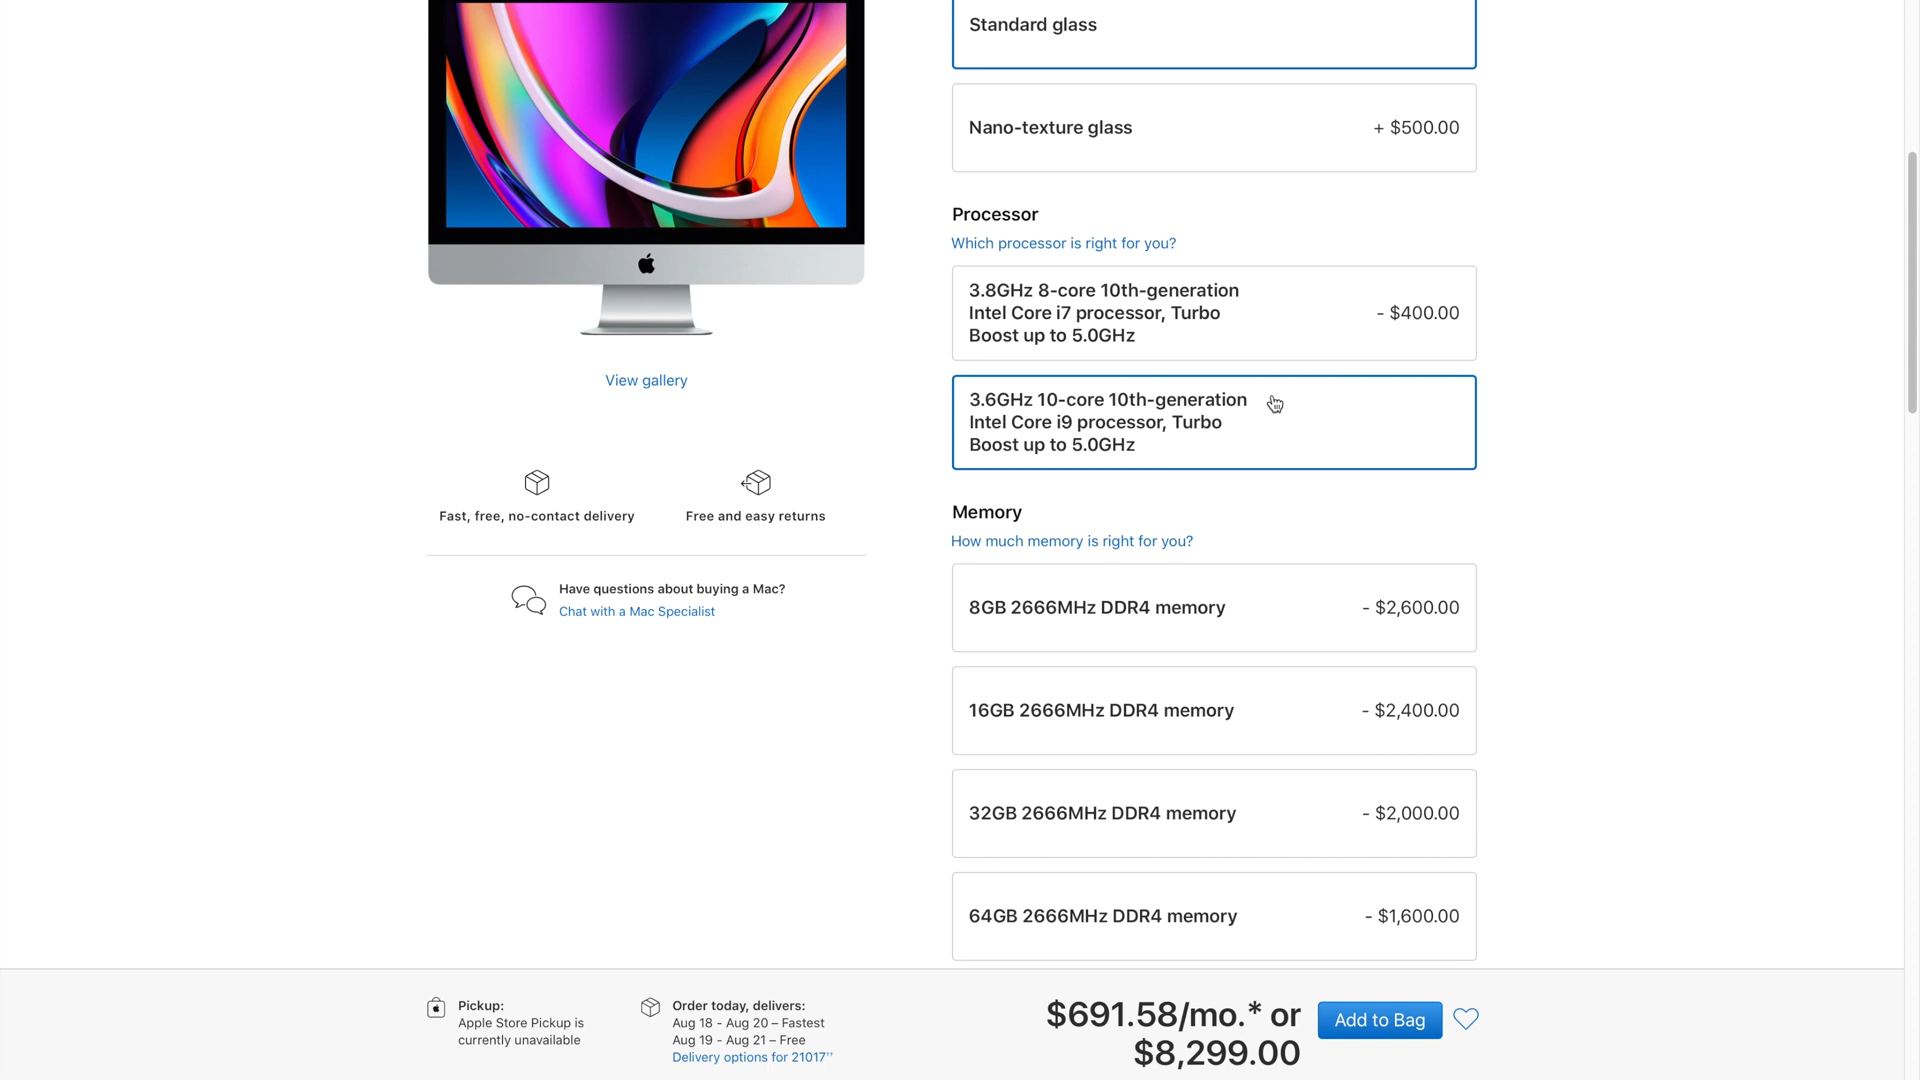 Standard glass
Nano-texture glass + $500.00
Processor
Which processor is right for you?
3.8GHz 8-core 10th-generation
Intel Core i7 processor, Turbo - $400.00
Boost up to 5.0GHz
3.6GHz 10-core 10th-generation
Intel Core i9 processor, Turbo
Boost up to 5.0GHz
View gallery
Fast, free, no-contact delivery
Free and easy returns
Have questions about buying a Mac?
Chat with a Mac Specialist
Memory
How much memory is right for you?
8GB 2666MHz DDR4 memory - $2,600.00
16GB 2666MHz DDR4 memory - $2,400.00
32GB 2666MHz DDR4 memory - $2,000.00
64GB 2666MHz DDR4 memory - $1,600.00
Pickup:
Apple Store Pickup is
currently unavailable
Order today, delivers:
Aug 18 - Aug 20 – Fastest
Aug 19 - Aug 21 – Free
Delivery options for 21017††
$691.58/mo.* or
$8,299.00
Add to Bag